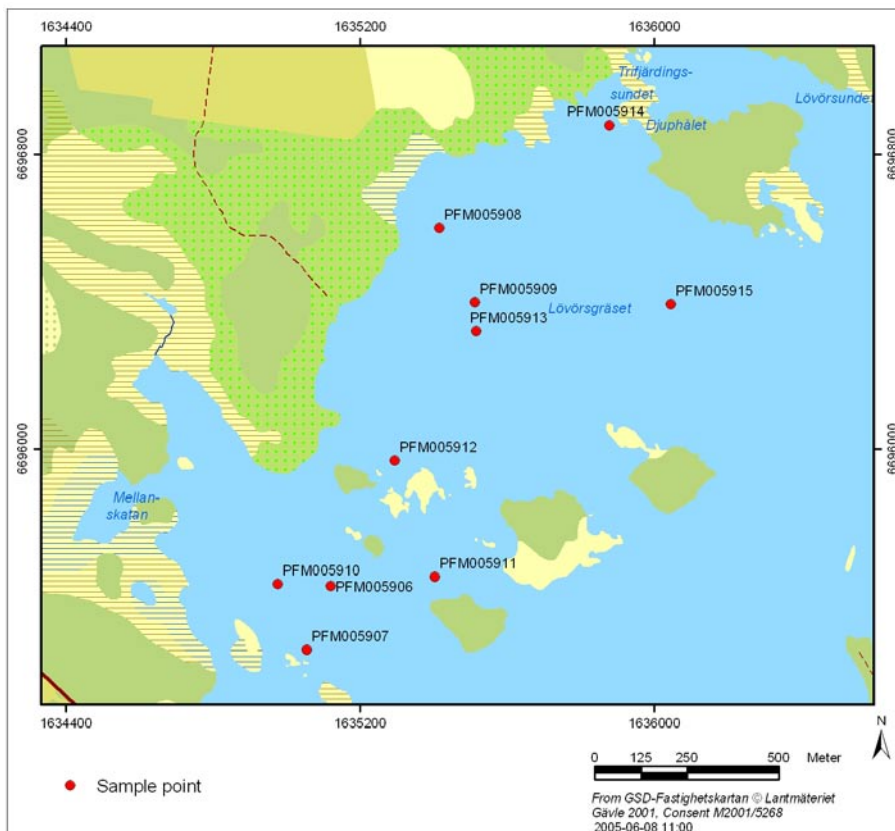 1634400 1635200 1636000
Trifjärdings-
sundet
Lövörsundet
PFM005914
Djuphålet
6696800 6696800
PFM005908
PFM005909
PFM005915
Lövörsgräset
PFM005913
6696000 6696000
PFM005912
Mellan-
skatan
PFM005911
PFM005910
PFM005906
PFM005907
1634400 1635200 1636000
N
0 125 250 500 Meter
Sample point
From GSD-Fastighetskartan © Lantmäteriet
Gävle 2001, Consent M2001/5268
2005-06-08 11:00